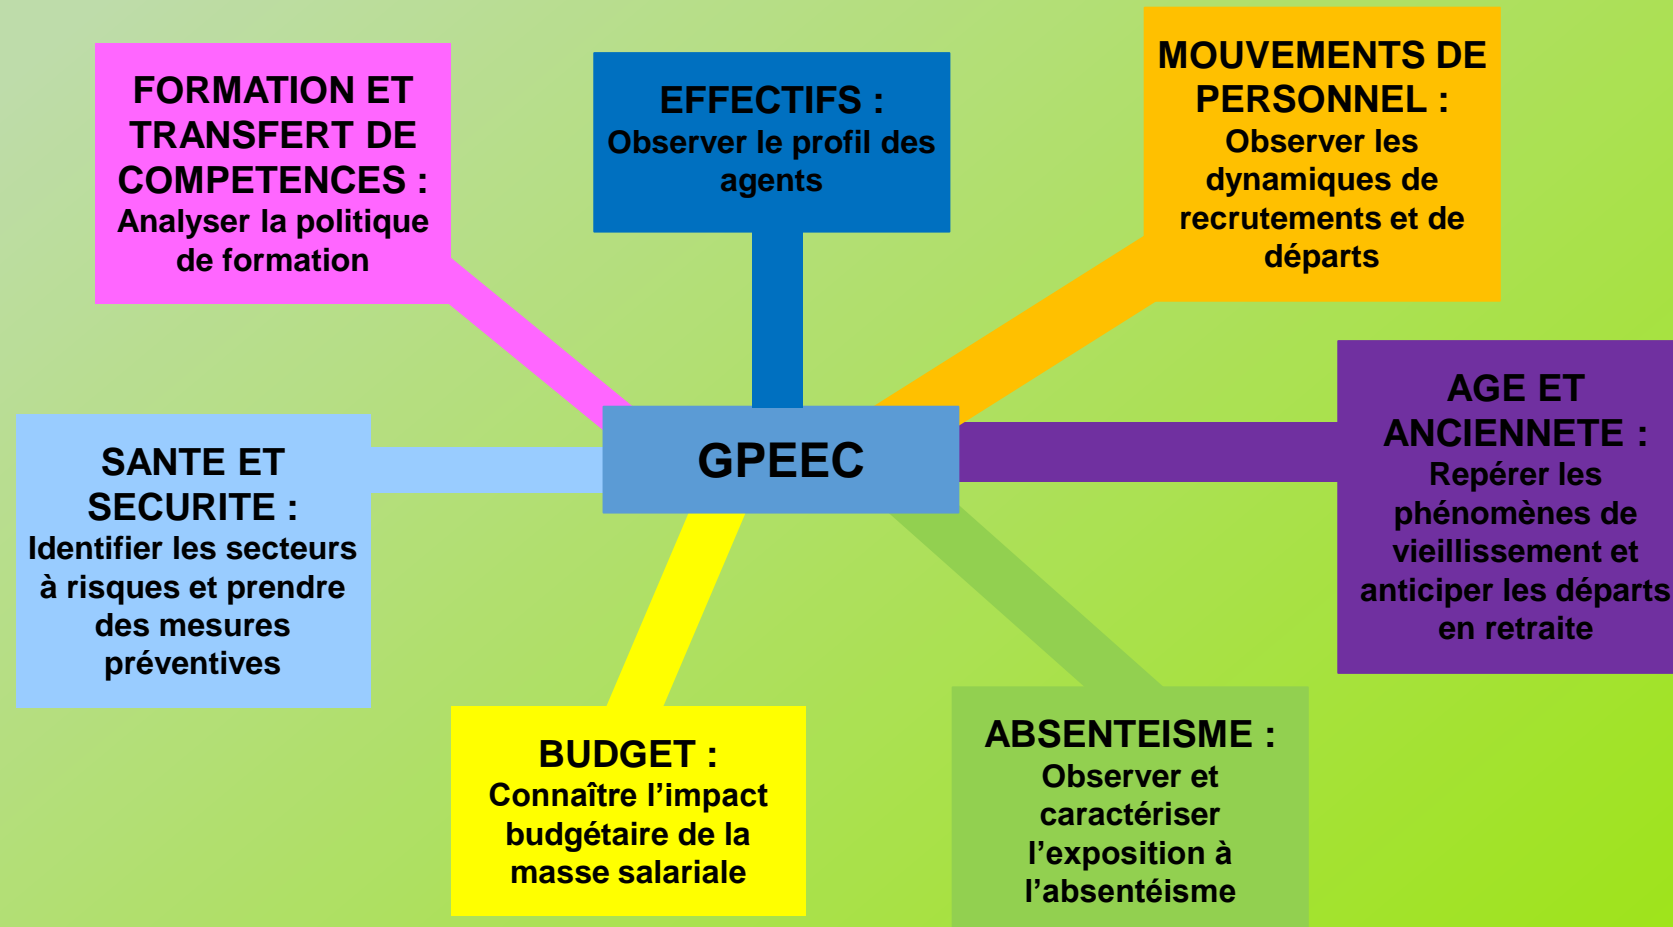 FORMATION ET
TRANSFERT DE
COMPETENCES :
Analyser la politique
de formation
EFFECTIFS :
Observer le profil des
agents
MOUVEMENTS DE
PERSONNEL :
Observer les
dynamiques de
recrutements et de
départs
AGE ET
ANCIENNETE :
Repérer les
phénomènes de
vieillissement et
anticiper les départs
en retraite
GPEEC
SANTE ET
SECURITE :
Identifier les secteurs
à risques et prendre
des mesures
préventives
BUDGET :
Connaître l’impact
budgétaire de la
masse salariale
ABSENTEISME :
Observer et
caractériser
l’exposition à
l’absentéisme